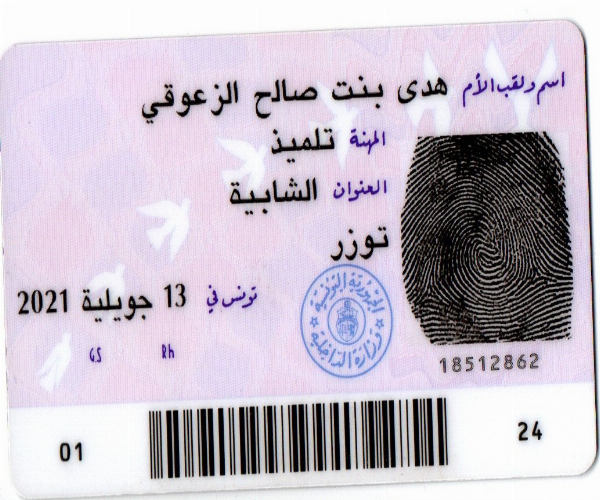 اسم ولقب الأم هدى بنت صالح الزعوقي
المهنة تلميذ
العنوان الشابية
توزر
تونس في 13 جويلية 2021
GS Rh
الجمهورية التونسية
وزارة الداخلية
18512862
01
24